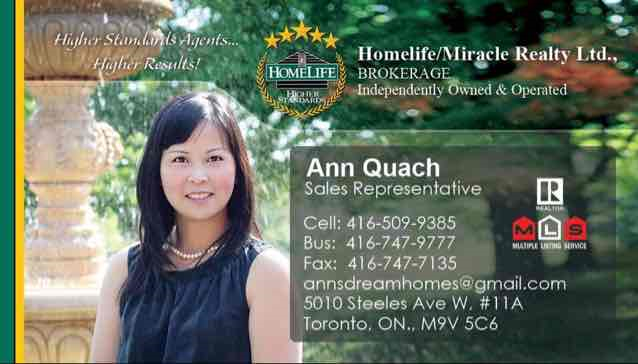 Higher Standards Agents...
Higher Results!
HOMELIFE
HIGHER
STANDARDS
Homelife/Miracle Realty Ltd.,
BROKERAGE
Independently Owned & Operated
Ann Quach
Sales Representative
R
REALTOR
Cell: 416-509-9385
Bus: 416-747-9777
Fax: 416-747-7135
MLS
MULTIPLE LISTING SERVICE
annsdreamhomes@gmail.com
5010 Steeles Ave W, #11A
Toronto, ON., M9V 5C6